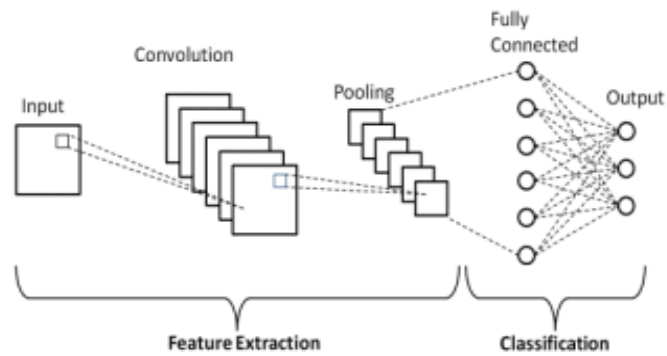 Fully
Connected
Convolution
Pooling
Input
Output
Feature Extraction
Classification